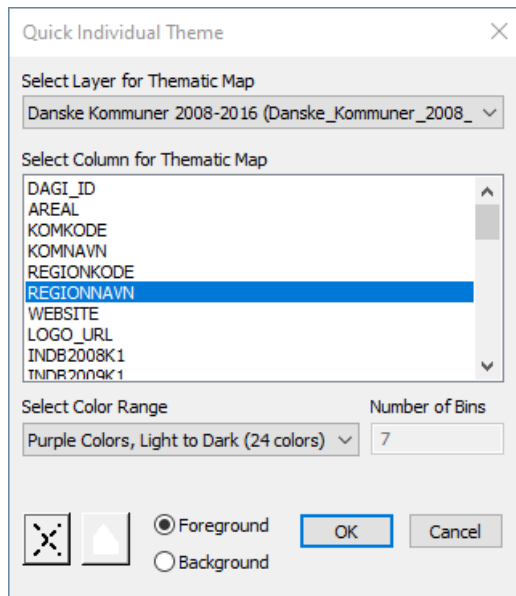 Quick Individual Theme
Select Layer for Thematic Map
Danske Kommuner 2008-2016 (Danske_Kommuner_2008_
Select Column for Thematic Map
DAGI_ID
AREAL
KOMKODE
KOMNAVN
REGIONKODE
REGIONNAVN
WEBSITE
LOGO_URL
INDB2008K1
INDB2009K1
Select Color Range Number of Bins
Purple Colors, Light to Dark (24 colors) 7
Foreground OK Cancel
Background